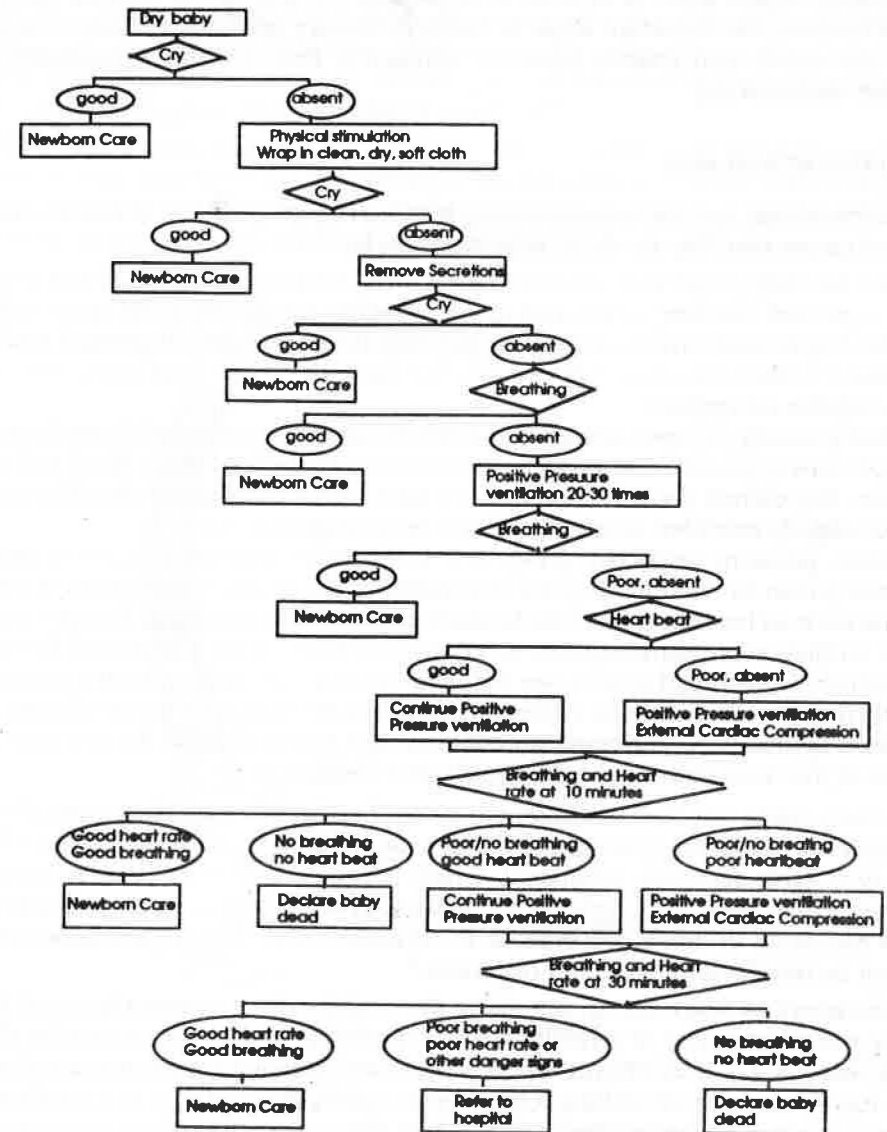 Dry baby
Cry
good
absent
Newborn Care
Physical stimulation
Wrap in clean, dry, soft cloth
Cry
good
absent
Newborn Care
Remove Secretions
Cry
good
absent
Newborn Care
Breathing
good
absent
Newborn Care
Positive Presuure
ventilation 20-30 times
Breathing
good
Poor, absent
Newborn Care
Heart beat
good
Poor, absent
Continue Positive
Pressure ventilation
Positive Pressure ventilation
External Cardiac Compression
Breathing and Heart
rate at 10 minutes
Good heart rate
Good breathing
No breathing
no heart beat
Poor/no breathing
good heart beat
Poor/no breating
poor heartbeat
Newborn Care
Declare baby
dead
Continue Positive
Pressure ventilation
Positive Pressure ventilation
External Cardiac Compression
Breathing and Heart
rate at 30 minutes
Good heart rate
Good breathing
Poor breathing
poor heart rate or
other danger signs
No breathing
no heart beat
Newborn Care
Refer to
hospital
Declare baby
dead